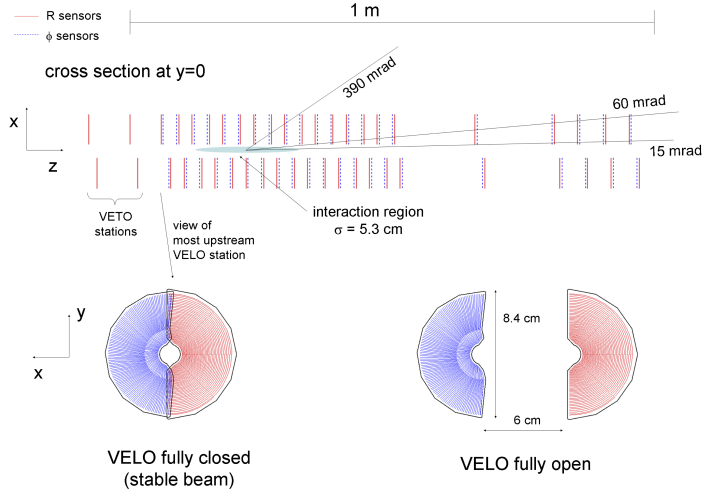 R sensors
ϕ sensors
1 m
cross section at y=0
390 mrad
60 mrad
15 mrad
x
z
VETO
stations
view of
most upstream
VELO station
interaction region
σ = 5.3 cm
y
x
8.4 cm
6 cm
VELO fully closed
(stable beam)
VELO fully open